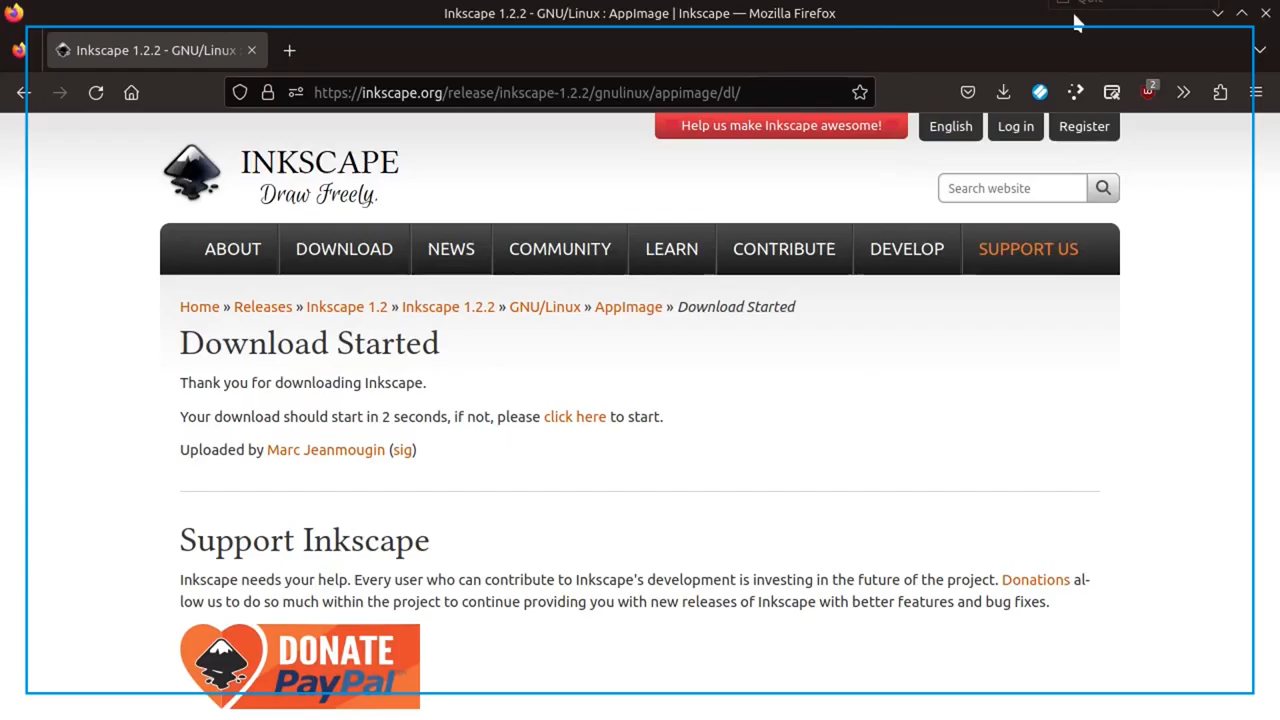 Inkscape 1.2.2 - GNU/Linux : AppImage | Inkscape — Mozilla Firefox
Inkscape 1.2.2 - GNU/Linux
https://inkscape.org/release/inkscape-1.2.2/gnulinux/appimage/dl/
2
Help us make Inkscape awesome!
English
Log in
Register
INKSCAPE
Draw Freely.
Search website
ABOUT DOWNLOAD NEWS COMMUNITY LEARN CONTRIBUTE DEVELOP SUPPORT US
Home » Releases » Inkscape 1.2 » Inkscape 1.2.2 » GNU/Linux » AppImage » Download Started
Download Started
Thank you for downloading Inkscape.
Your download should start in 2 seconds, if not, please click here to start.
Uploaded by Marc Jeanmougin (sig)
Support Inkscape
Inkscape needs your help. Every user who can contribute to Inkscape's development is investing in the future of the project. Donations al-
low us to do so much within the project to continue providing you with new releases of Inkscape with better features and bug fixes.
DONATE
PayPal